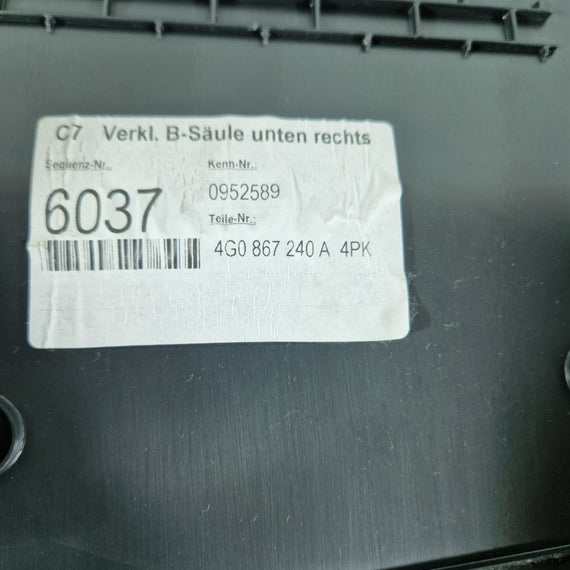 C7 Verkl. B-Säule unten rechts
Sequenz-Nr.: Kenn-Nr.:
6037 0952589
Teile-Nr.:
4G0 867 240 A 4PK